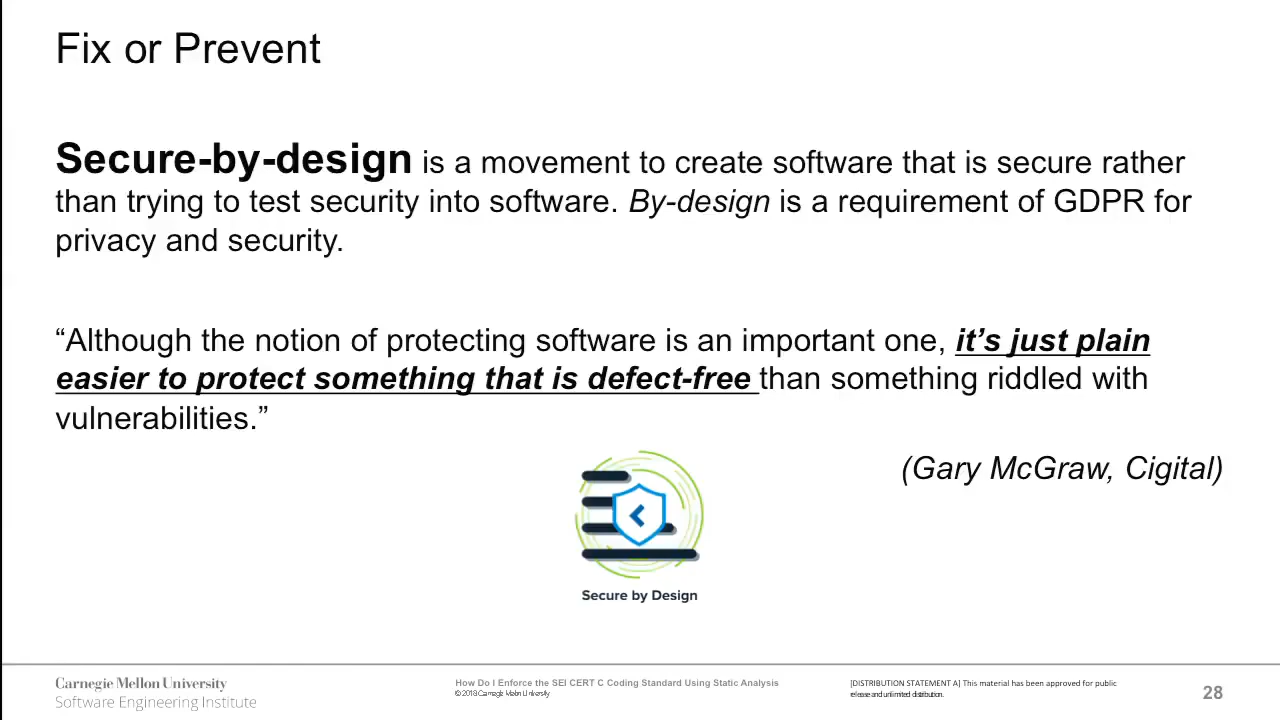 Fix or Prevent
Secure-by-design is a movement to create software that is secure rather
than trying to test security into software. By-design is a requirement of GDPR for
privacy and security.
“Although the notion of protecting software is an important one, it’s just plain
easier to protect something that is defect-free than something riddled with
vulnerabilities.”
(Gary McGraw, Cigital)
Secure by Design
Carnegie Mellon University
Software Engineering Institute
How Do I Enforce the SEI CERT C Coding Standard Using Static Analysis
© 2018 Carnegie Mellon University
[DISTRIBUTION STATEMENT A] This material has been approved for public
release and unlimited distribution.
28